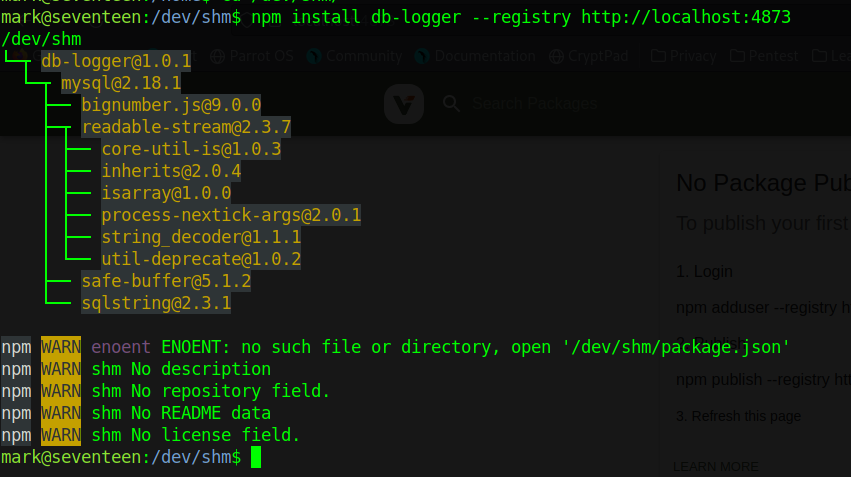 mark@seventeen:/dev/shm$ npm install db-logger --registry http://localhost:4873
/dev/shm
└─┬ db-logger@1.0.1
  └─┬ mysql@2.18.1
    ├── bignumber.js@9.0.0
    ├─┬ readable-stream@2.3.7
    │ ├── core-util-is@1.0.3
    │ ├── inherits@2.0.4
    │ ├── isarray@1.0.0
    │ ├── process-nextick-args@2.0.1
    │ ├── string_decoder@1.1.1
    │ └── util-deprecate@1.0.2
    ├── safe-buffer@5.1.2
    └── sqlstring@2.3.1
npm WARN enoent ENOENT: no such file or directory, open '/dev/shm/package.json'
npm WARN shm No description
npm WARN shm No repository field.
npm WARN shm No README data
npm WARN shm No license field.
mark@seventeen:/dev/shm$
Parrot OS
Community
Documentation
CryptPad
Privacy
Pentest
Search Packages
No Package Pub
To publish your first
1. Login
npm adduser --registry h
npm publish --registry ht
3. Refresh this page
LEARN MORE